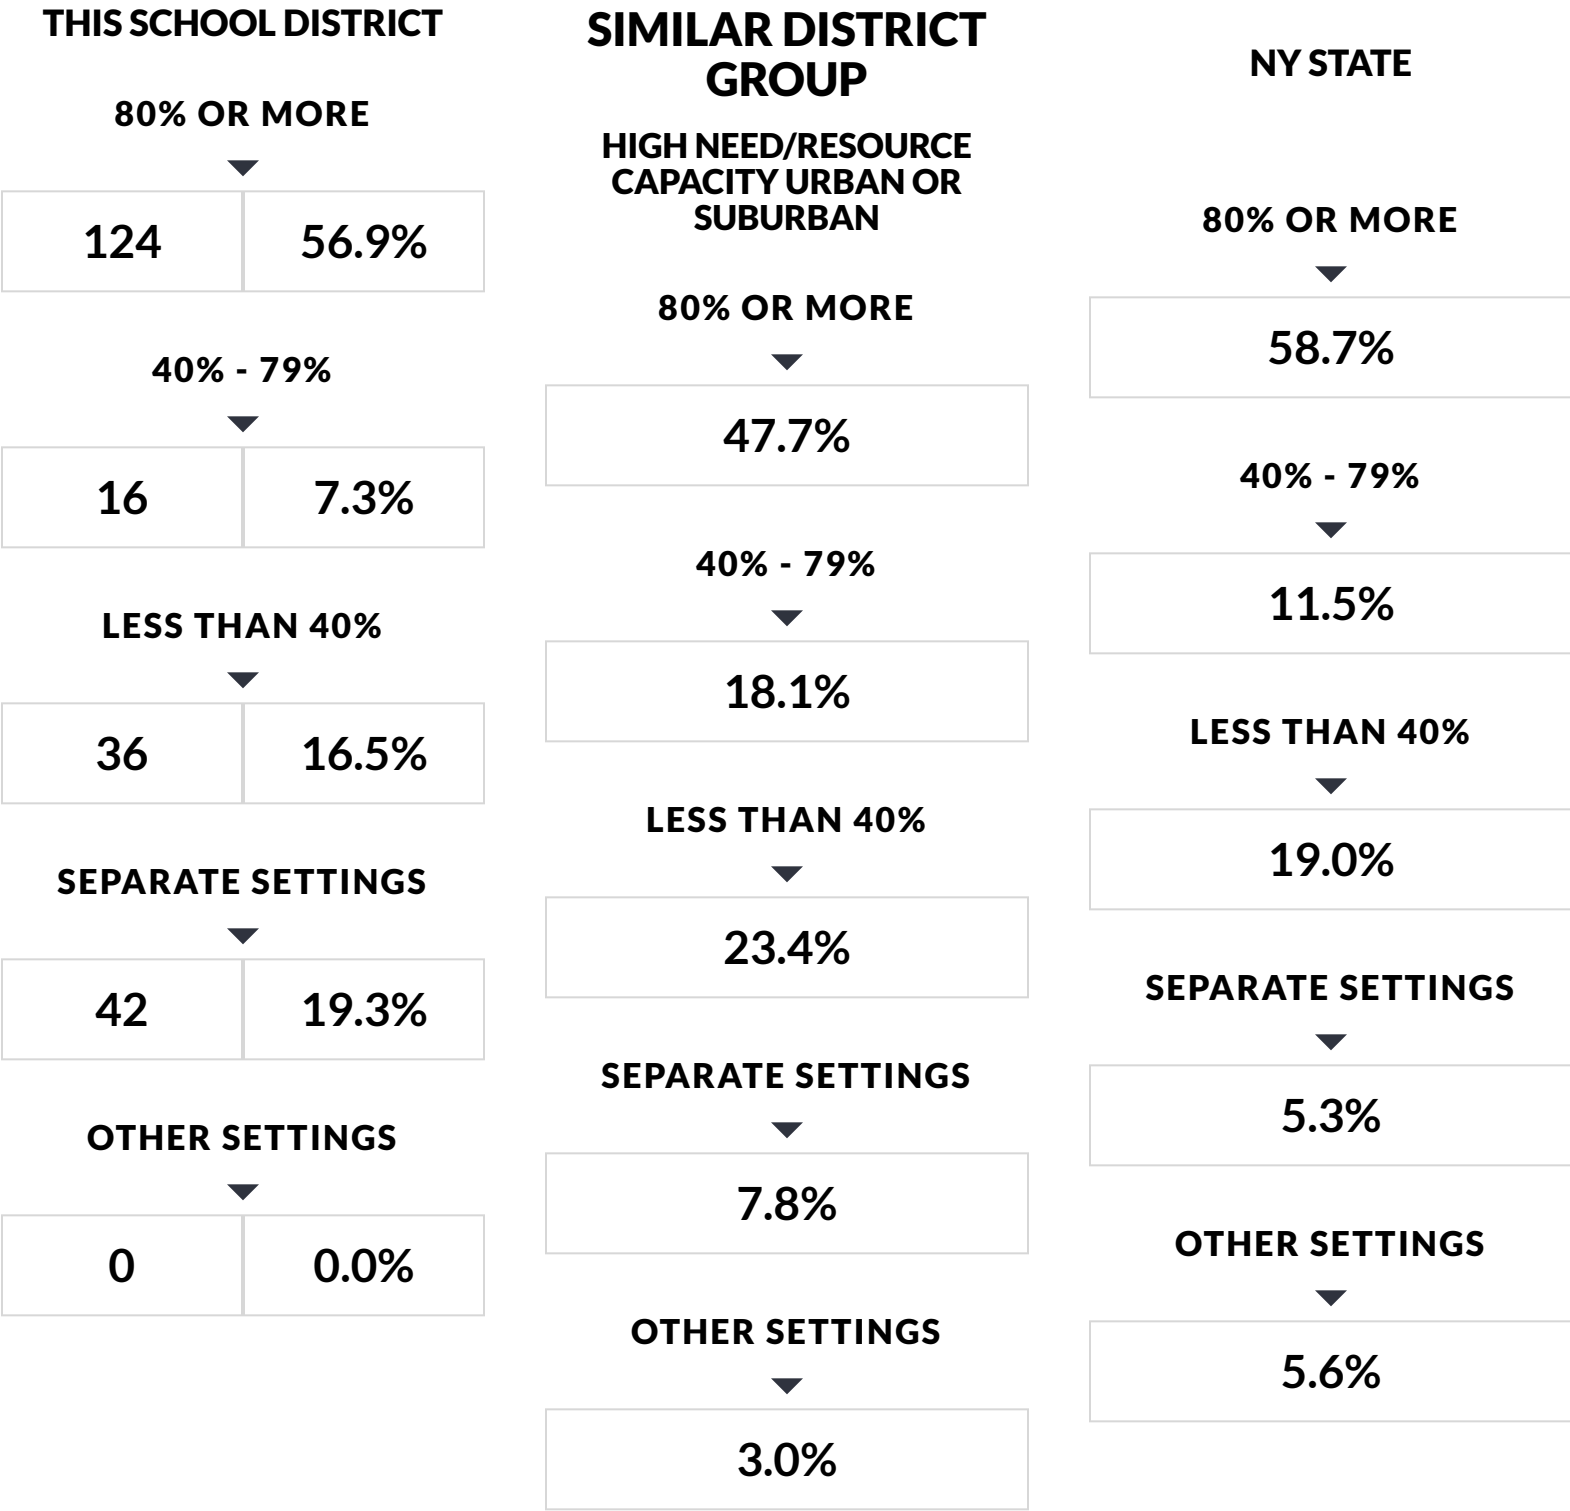 THIS SCHOOL DISTRICT
80% OR MORE
124 56.9%
40% - 79%
16 7.3%
LESS THAN 40%
36 16.5%
SEPARATE SETTINGS
42 19.3%
OTHER SETTINGS
0 0.0%
SIMILAR DISTRICT
GROUP
HIGH NEED/RESOURCE
CAPACITY URBAN OR
SUBURBAN
80% OR MORE
47.7%
40% - 79%
18.1%
LESS THAN 40%
23.4%
SEPARATE SETTINGS
7.8%
OTHER SETTINGS
3.0%
NY STATE
80% OR MORE
58.7%
40% - 79%
11.5%
LESS THAN 40%
19.0%
SEPARATE SETTINGS
5.3%
OTHER SETTINGS
5.6%